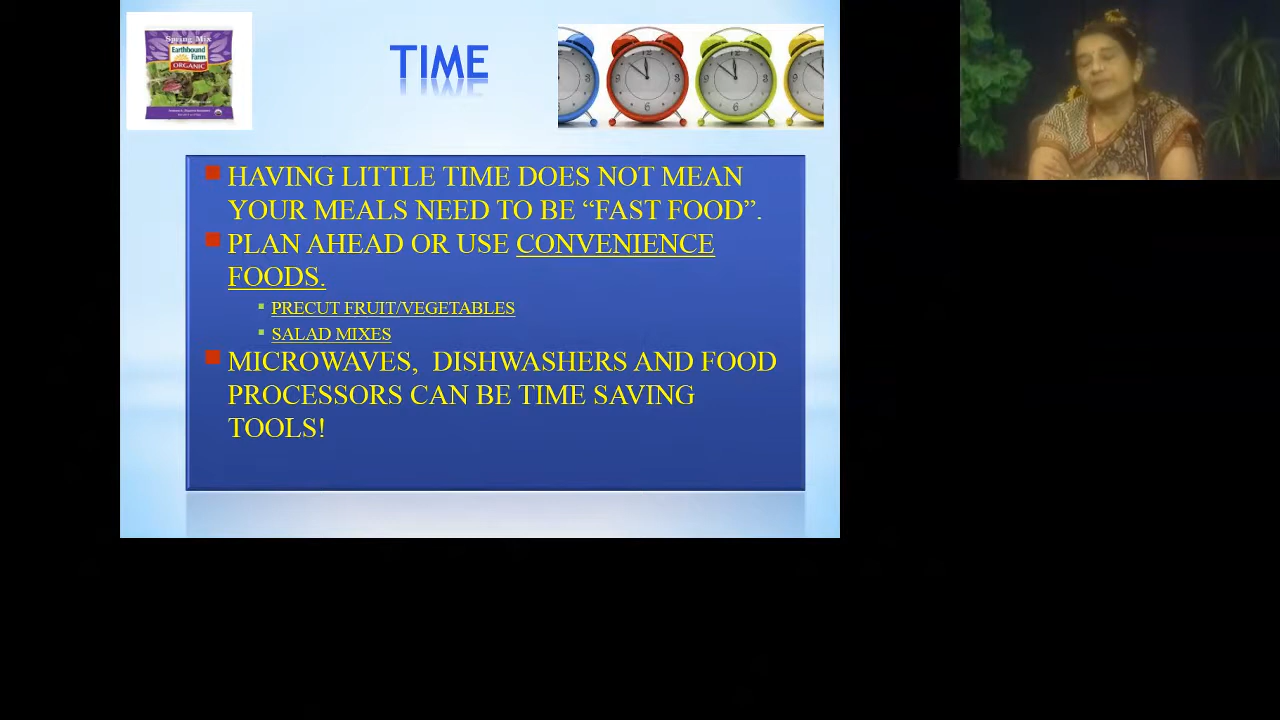 Spring Mix
Earthbound
Farm
ORGANIC
TIME
HAVING LITTLE TIME DOES NOT MEAN
YOUR MEALS NEED TO BE “FAST FOOD”.
PLAN AHEAD OR USE CONVENIENCE
FOODS.
PRECUT FRUIT/VEGETABLES
SALAD MIXES
MICROWAVES, DISHWASHERS AND FOOD
PROCESSORS CAN BE TIME SAVING
TOOLS!